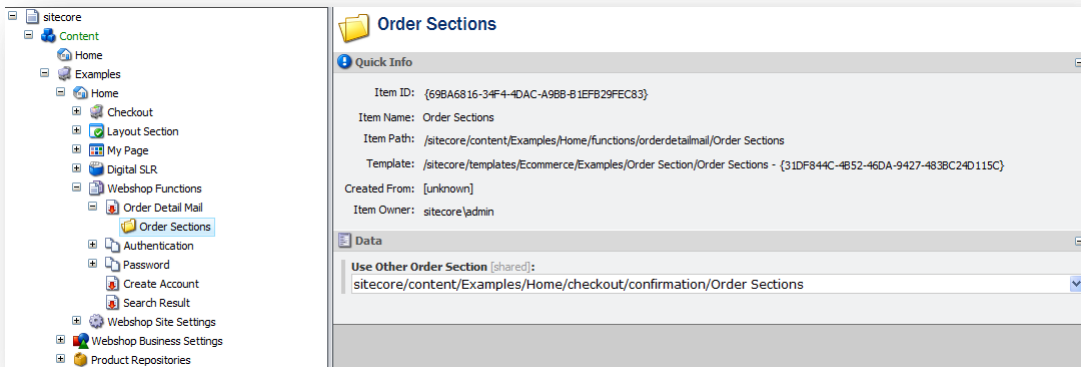 sitecore
Content
Home
Examples
Home
Checkout
Layout Section
My Page
Digital SLR
Webshop Functions
Order Detail Mail
Order Sections
Authentication
Password
Create Account
Search Result
Webshop Site Settings
Webshop Business Settings
Product Repositories
Order Sections
Quick Info
Item ID: {69BA6816-34F4-4DAC-A9BB-B1EFB29FEC83}
Item Name: Order Sections
Item Path: /sitecore/content/Examples/Home/functions/orderdetailmail/Order Sections
Template: /sitecore/templates/Ecommerce/Examples/Order Section/Order Sections - {31DF844C-4B52-46DA-9427-483BC24D115C}
Created From: [unknown]
Item Owner: sitecore\admin
Data
Use Other Order Section [shared]:
sitecore/content/Examples/Home/checkout/confirmation/Order Sections